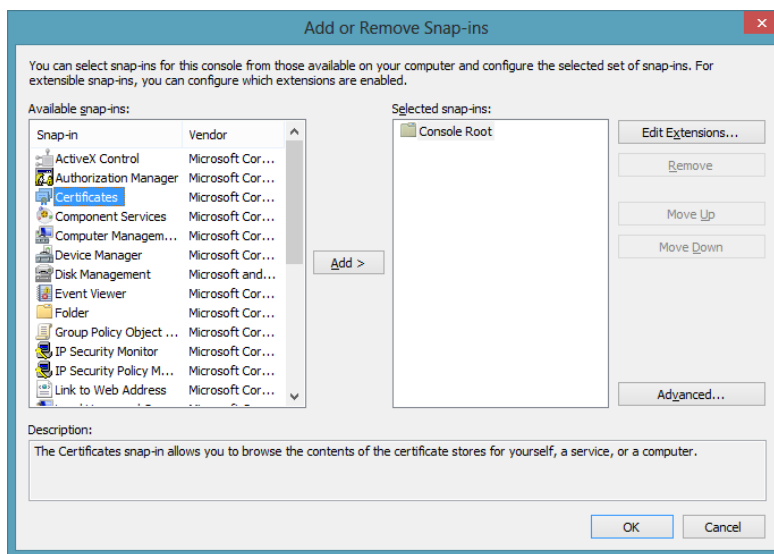 Add or Remove Snap-ins
You can select snap-ins for this console from those available on your computer and configure the selected set of snap-ins. For
extensible snap-ins, you can configure which extensions are enabled.
Available snap-ins:
Snap-in Vendor
ActiveX Control Microsoft Cor...
Authorization Manager Microsoft Cor...
Certificates Microsoft Cor...
Component Services Microsoft Cor...
Computer Managem... Microsoft Cor...
Device Manager Microsoft Cor...
Disk Management Microsoft and...
Event Viewer Microsoft Cor...
Folder Microsoft Cor...
Group Policy Object ... Microsoft Cor...
IP Security Monitor Microsoft Cor...
IP Security Policy M... Microsoft Cor...
Link to Web Address Microsoft Cor...
Add >
Selected snap-ins:
Console Root
Edit Extensions...
Remove
Move Up
Move Down
Advanced...
Description:
The Certificates snap-in allows you to browse the contents of the certificate stores for yourself, a service, or a computer.
OK
Cancel